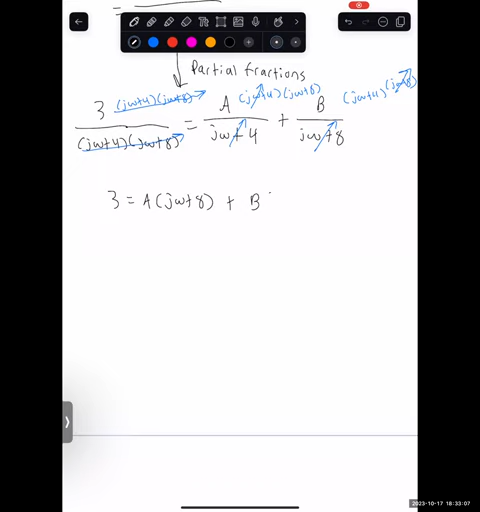 Partial fractions
3 (jω+4)(jω+8) / (jω+4)(jω+8) = A (jω+4)(jω+8) / jω+4 + B (jω+4)(jω+8) / jω+8
3 = A(jω+8) + B
2023-10-17 18:33:07